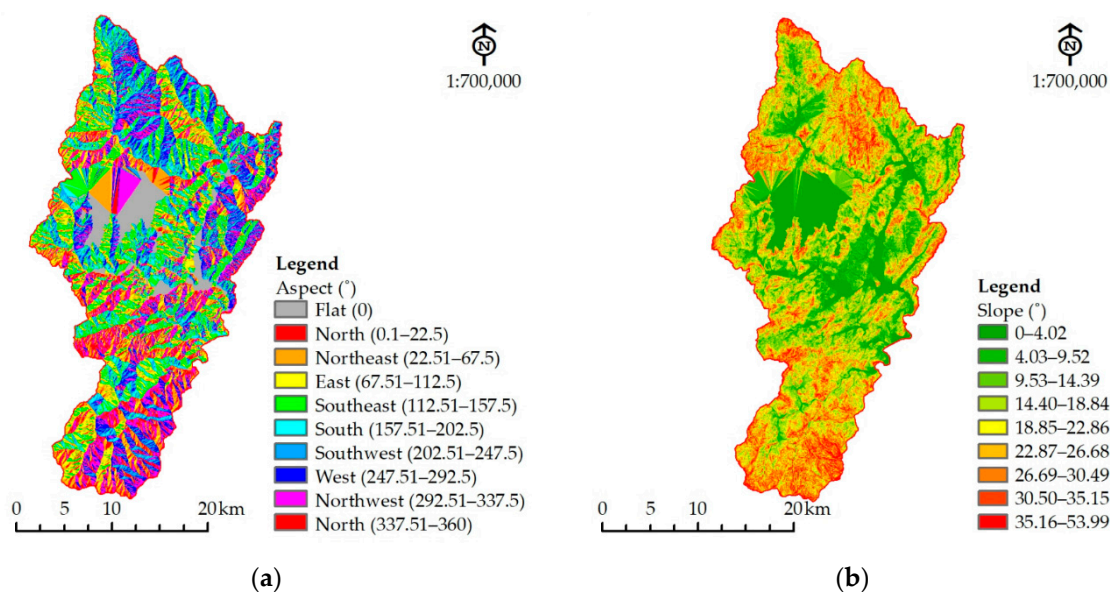 N
1:700,000
Legend
Aspect (˚)
Flat (0)
North (0.1–22.5)
Northeast (22.51–67.5)
East (67.51–112.5)
Southeast (112.51–157.5)
South (157.51–202.5)
Southwest (202.51–247.5)
West (247.51–292.5)
Northwest (292.51–337.5)
North (337.51–360)
0 5 10 20 km
(a)
N
1:700,000
Legend
Slope (˚)
0–4.02
4.03–9.52
9.53–14.39
14.40–18.84
18.85–22.86
22.87–26.68
26.69–30.49
30.50–35.15
35.16–53.99
0 5 10 20 km
(b)